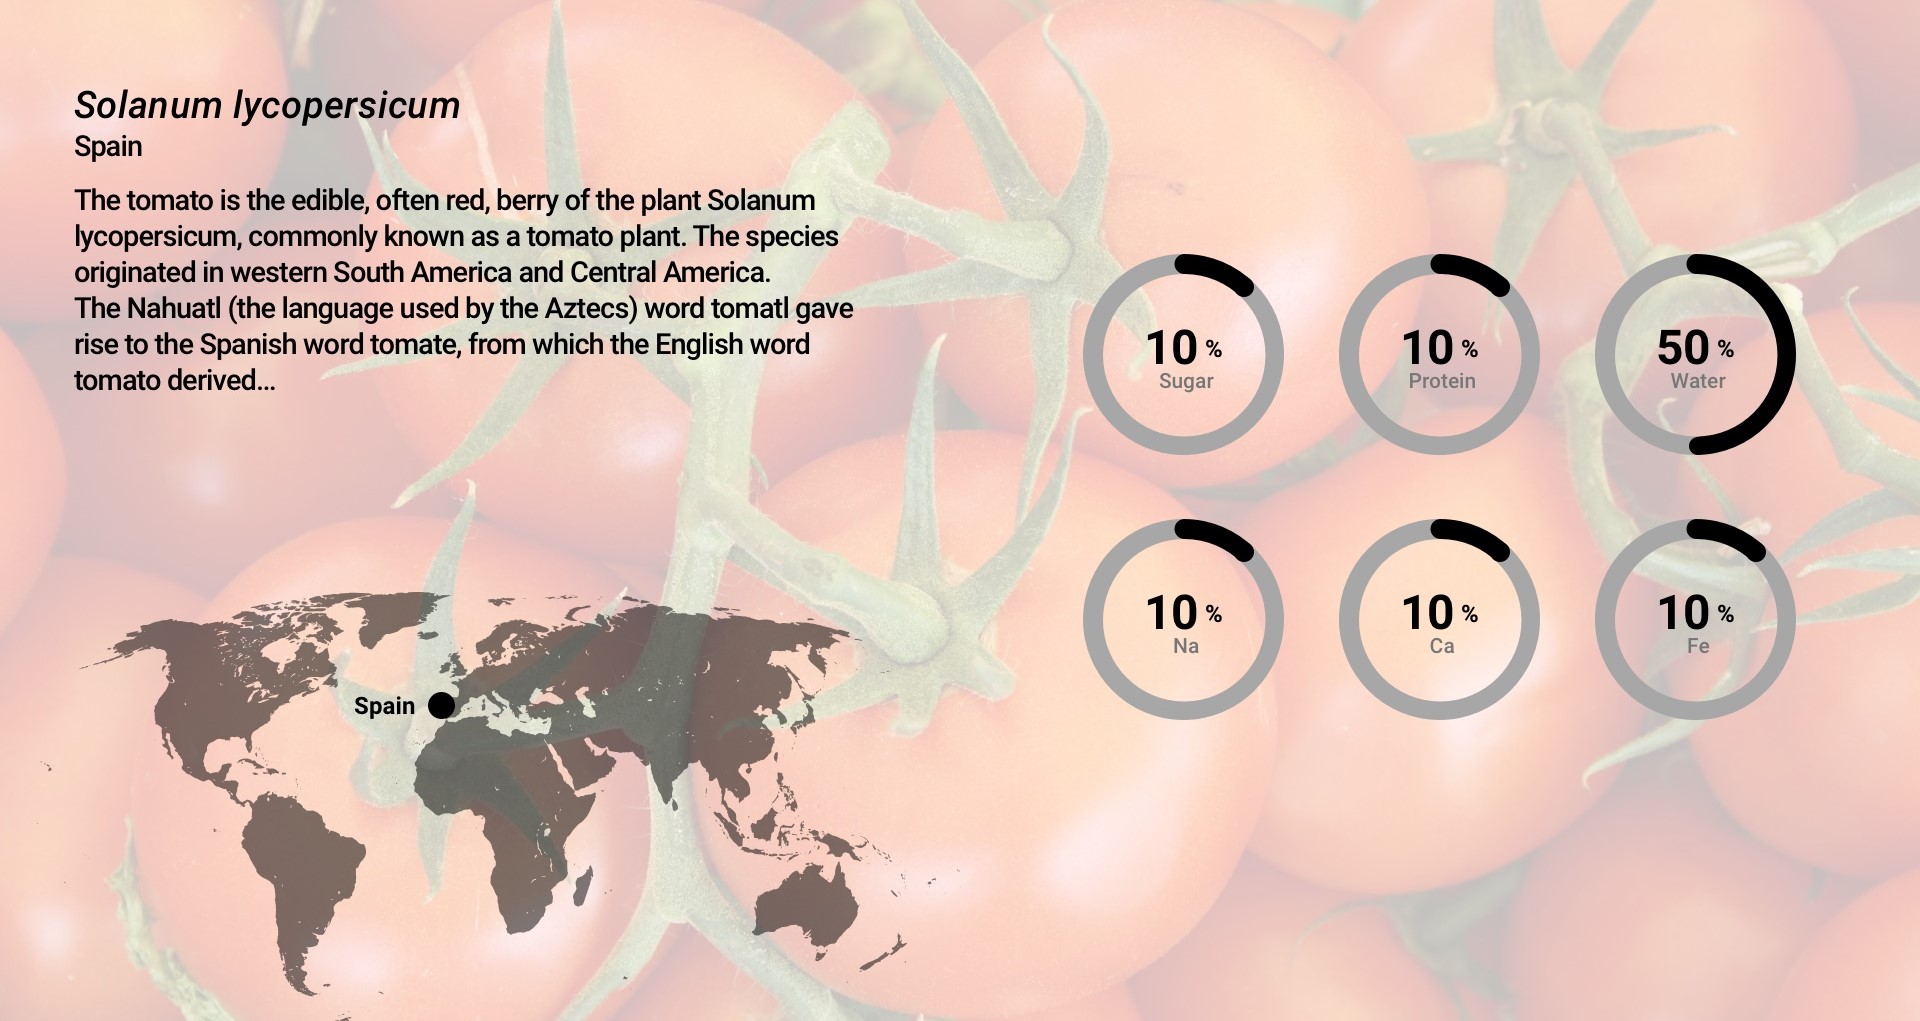 Solanum lycopersicum
Spain
The tomato is the edible, often red, berry of the plant Solanum
lycopersicum, commonly known as a tomato plant. The species
originated in western South America and Central America.
The Nahuatl (the language used by the Aztecs) word tomatl gave
rise to the Spanish word tomate, from which the English word
tomato derived...
10 %
Sugar
10 %
Protein
50 %
Water
10 %
Na
10 %
Ca
10 %
Fe
Spain